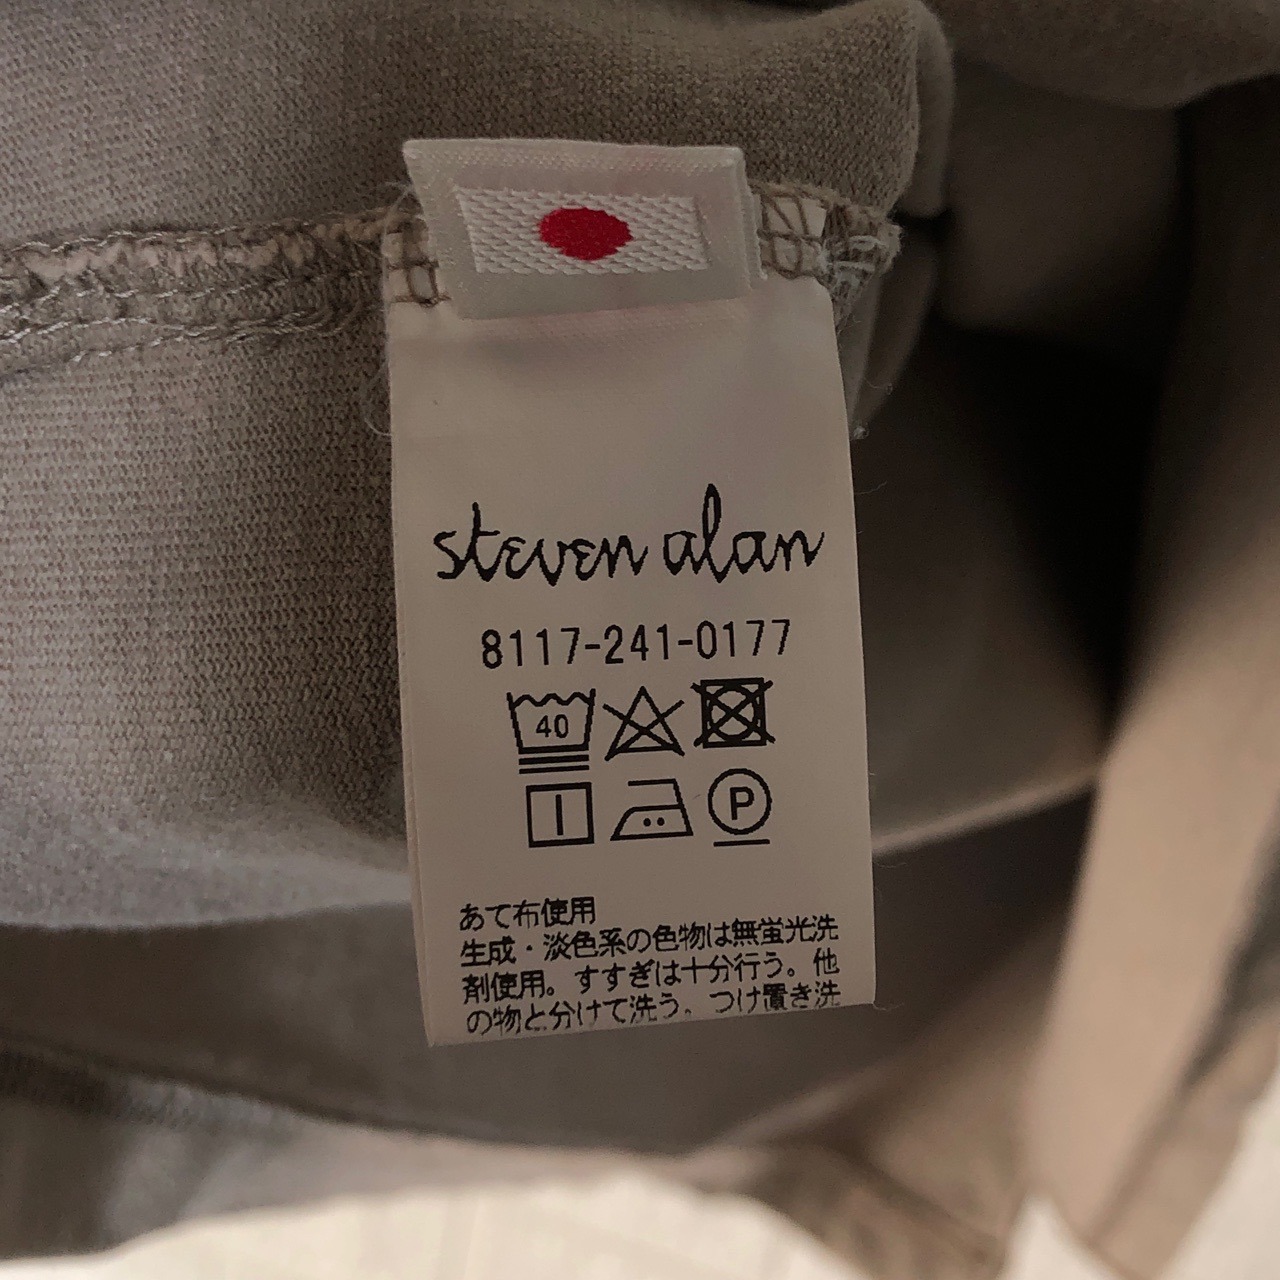 steven alan
8117-241-0177
40
P
あて布使用
生成・淡色系の色物は無蛍光洗
剤使用。すすぎは十分行う。他
の物と分けて洗う。つけ置き洗